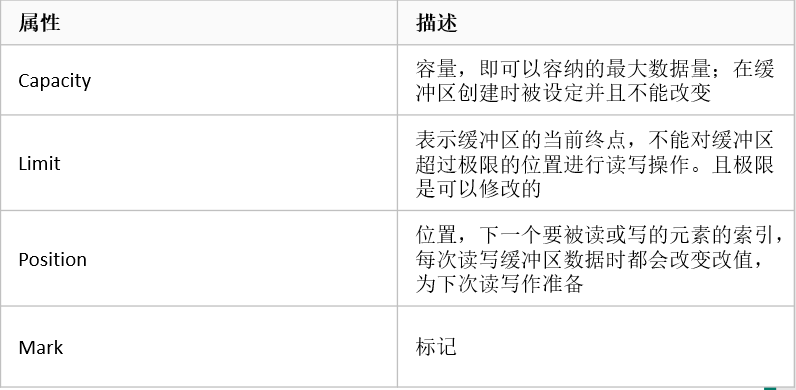 属性
描述
Capacity
容量，即可以容纳的最大数据量；在缓
冲区创建时被设定并且不能改变
Limit
表示缓冲区的当前终点，不能对缓冲区
超过极限的位置进行读写操作。且极限
是可以修改的
Position
位置，下一个要被读或写的元素的索引，
每次读写缓冲区数据时都会改变改值，
为下次读写作准备
Mark
标记